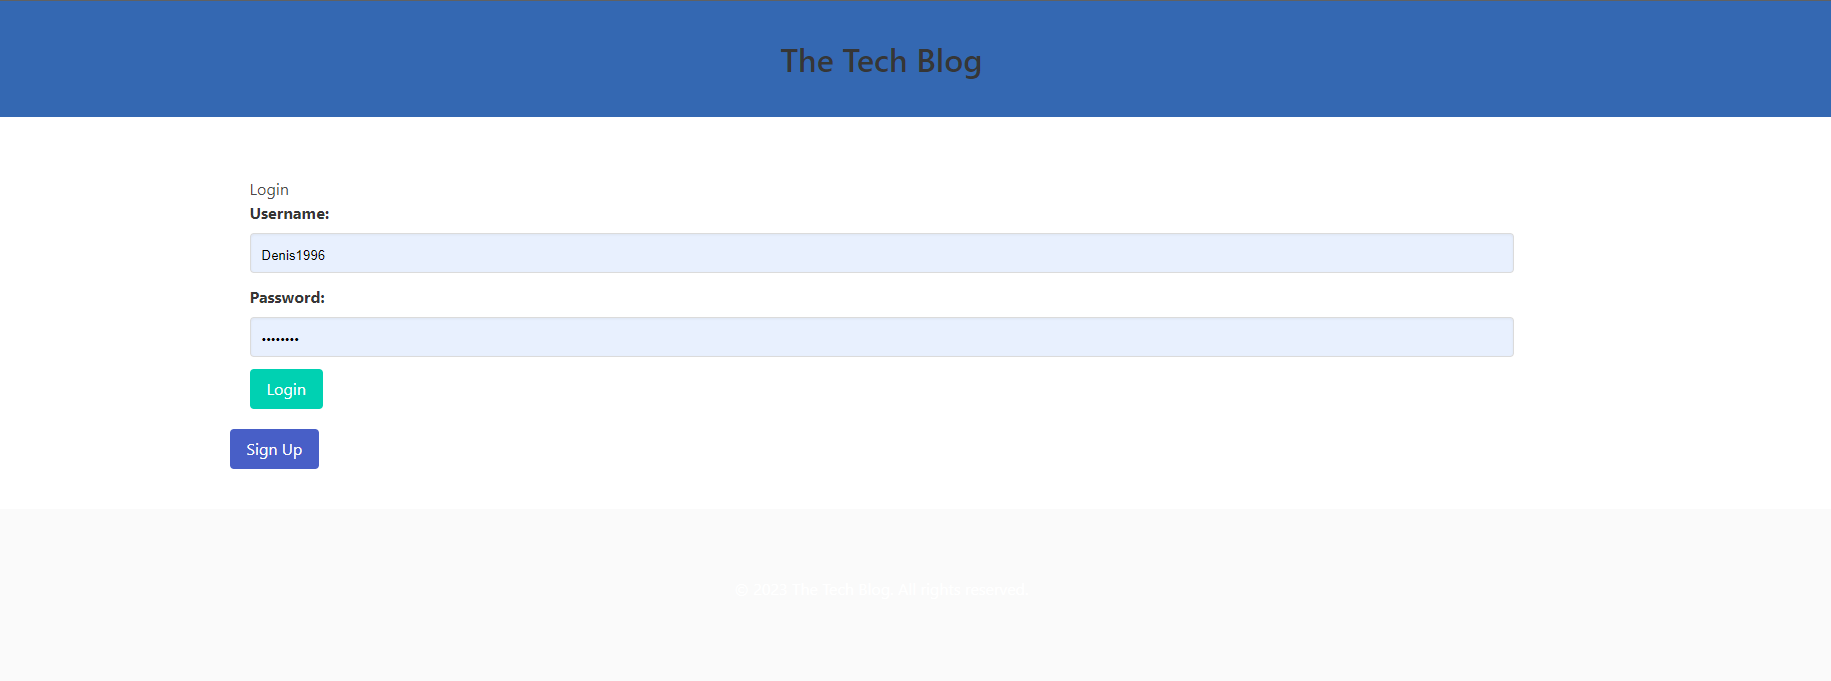 The Tech Blog
Login
Username:
Denis1996
Password:
••••••••
Login
Sign Up
© 2023 The Tech Blog. All rights reserved.